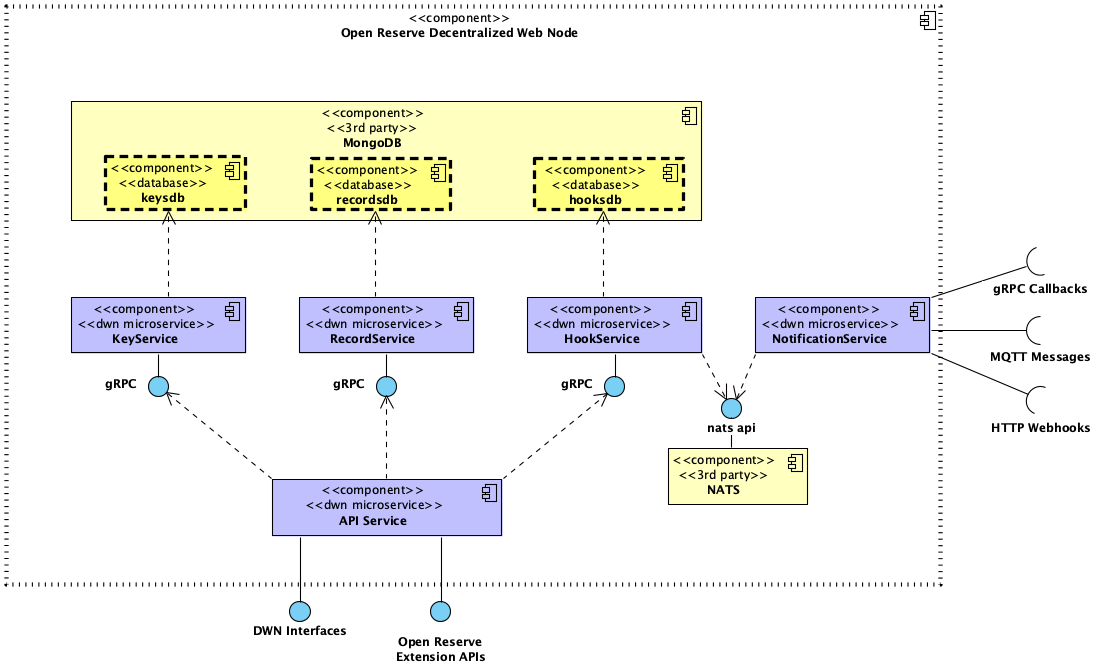 <<component>>
Open Reserve Decentralized Web Node
<<component>>
<<3rd party>>
MongoDB
<<component>>
<<database>>
keysdb
<<component>>
<<database>>
recordsdb
<<component>>
<<database>>
hooksdb
<<component>>
<<dwn microservice>>
KeyService
<<component>>
<<dwn microservice>>
RecordService
<<component>>
<<dwn microservice>>
HookService
<<component>>
<<dwn microservice>>
NotificationService
gRPC Callbacks
MQTT Messages
HTTP Webhooks
gRPC
gRPC
gRPC
nats api
<<component>>
<<3rd party>>
NATS
<<component>>
<<dwn microservice>>
API Service
DWN Interfaces
Open Reserve
Extension APIs